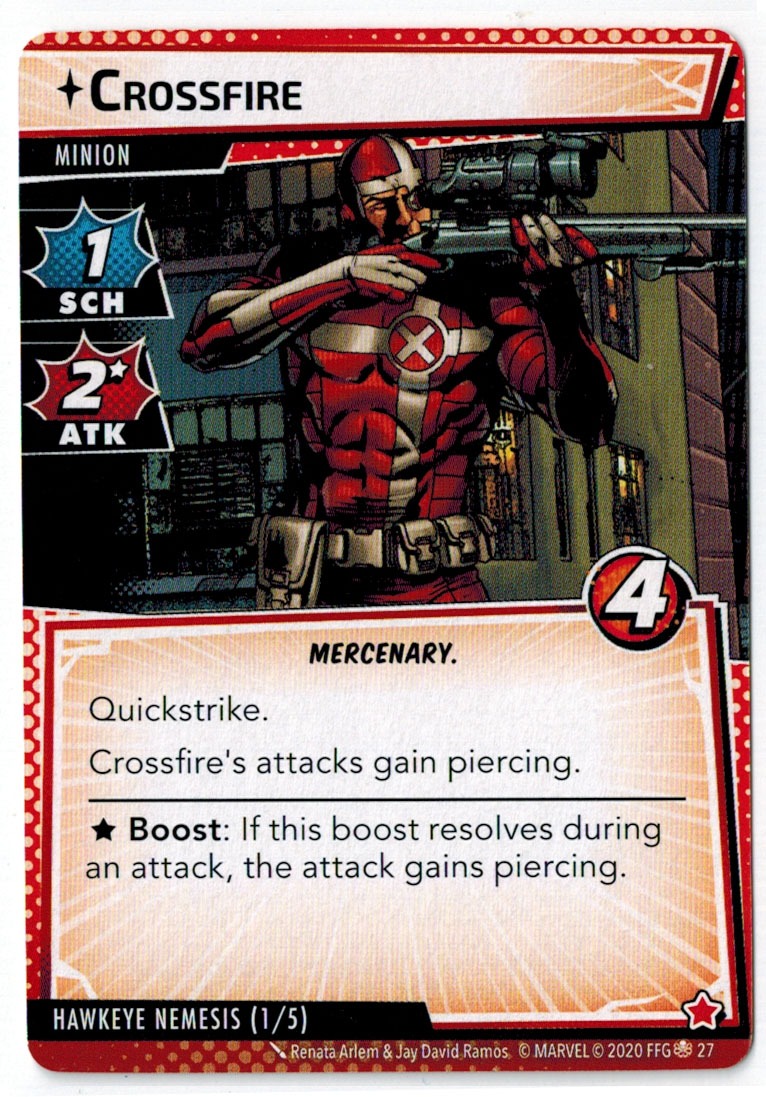 CROSSFIRE
MINION
1
SCH
2
ATK
4
MERCENARY.
Quickstrike.
Crossfire's attacks gain piercing.
Boost: If this boost resolves during
an attack, the attack gains piercing.
HAWKEYE NEMESIS (1/5)
Renata Arlem & Jay David Ramos © MARVEL © 2020 FFG 27